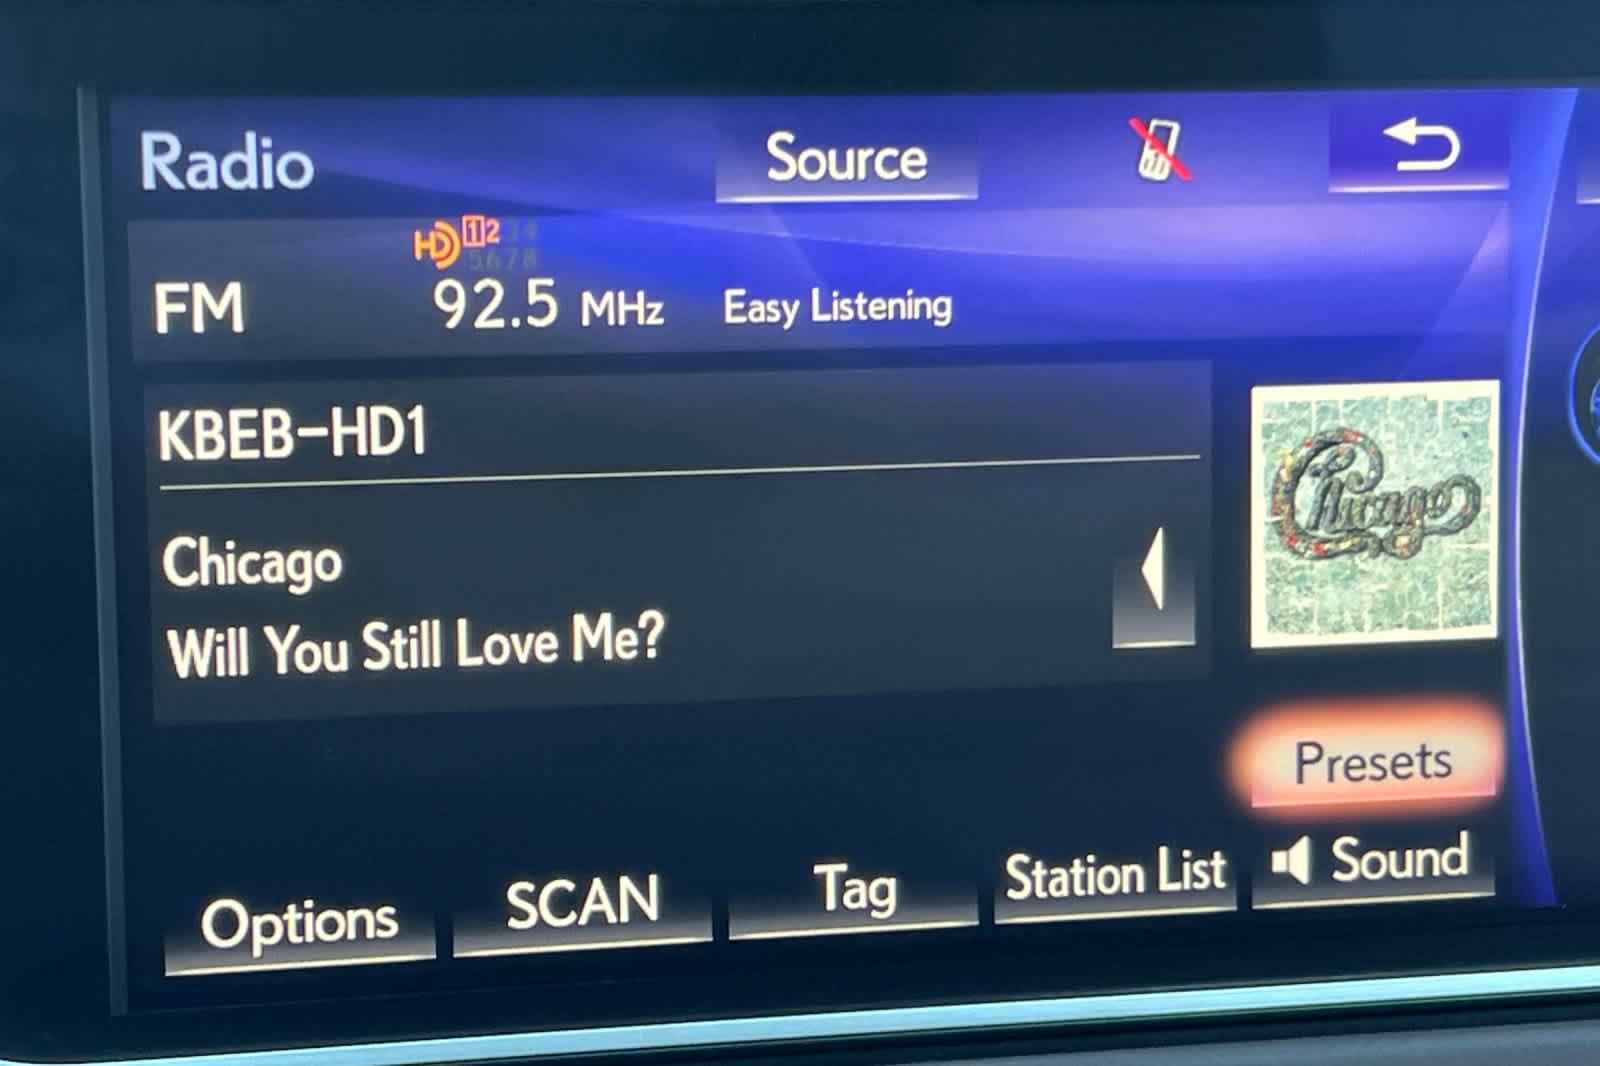 Radio
Source
HD 1 2 3 4
5 6 7 8
FM
92.5 MHz
Easy Listening
KBEB-HD1
Chicago
Will You Still Love Me?
Chicago
Presets
Options
SCAN
Tag
Station List
Sound